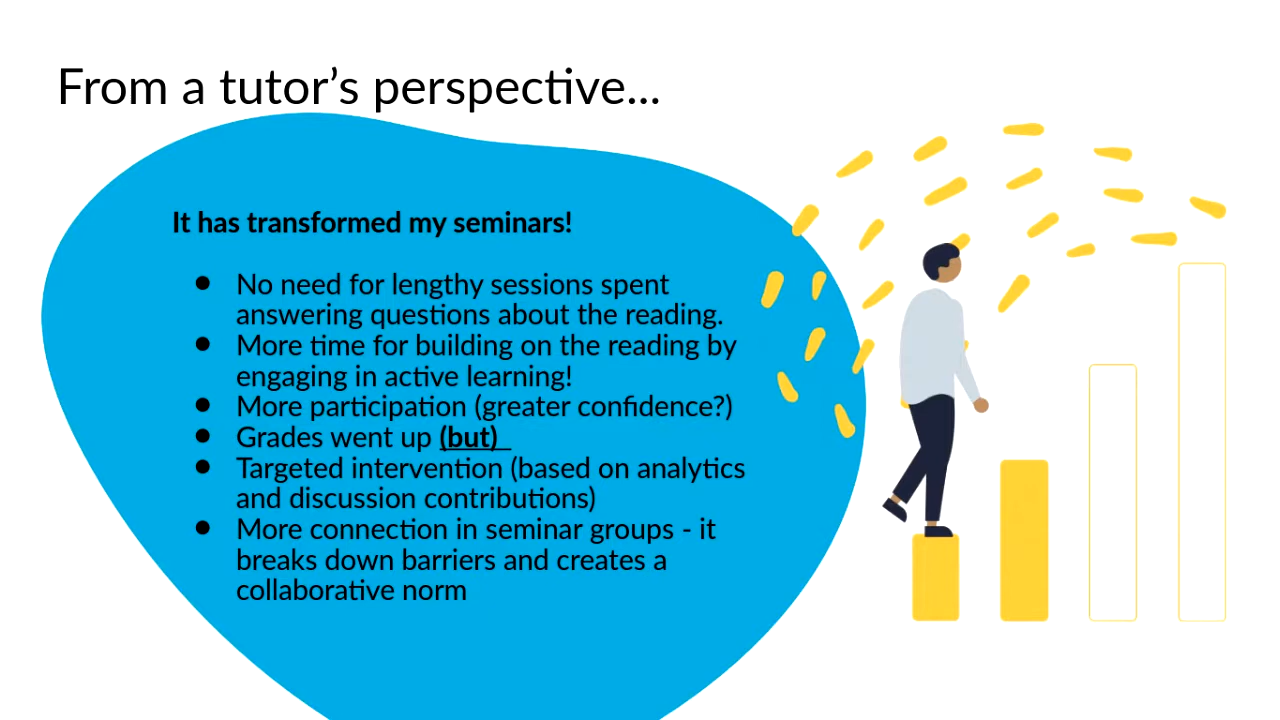 From a tutor’s perspective...
It has transformed my seminars!
● No need for lengthy sessions spent
answering questions about the reading.
● More time for building on the reading by
engaging in active learning!
● More participation (greater confidence?)
● Grades went up (but)
● Targeted intervention (based on analytics
and discussion contributions)
● More connection in seminar groups - it
breaks down barriers and creates a
collaborative norm